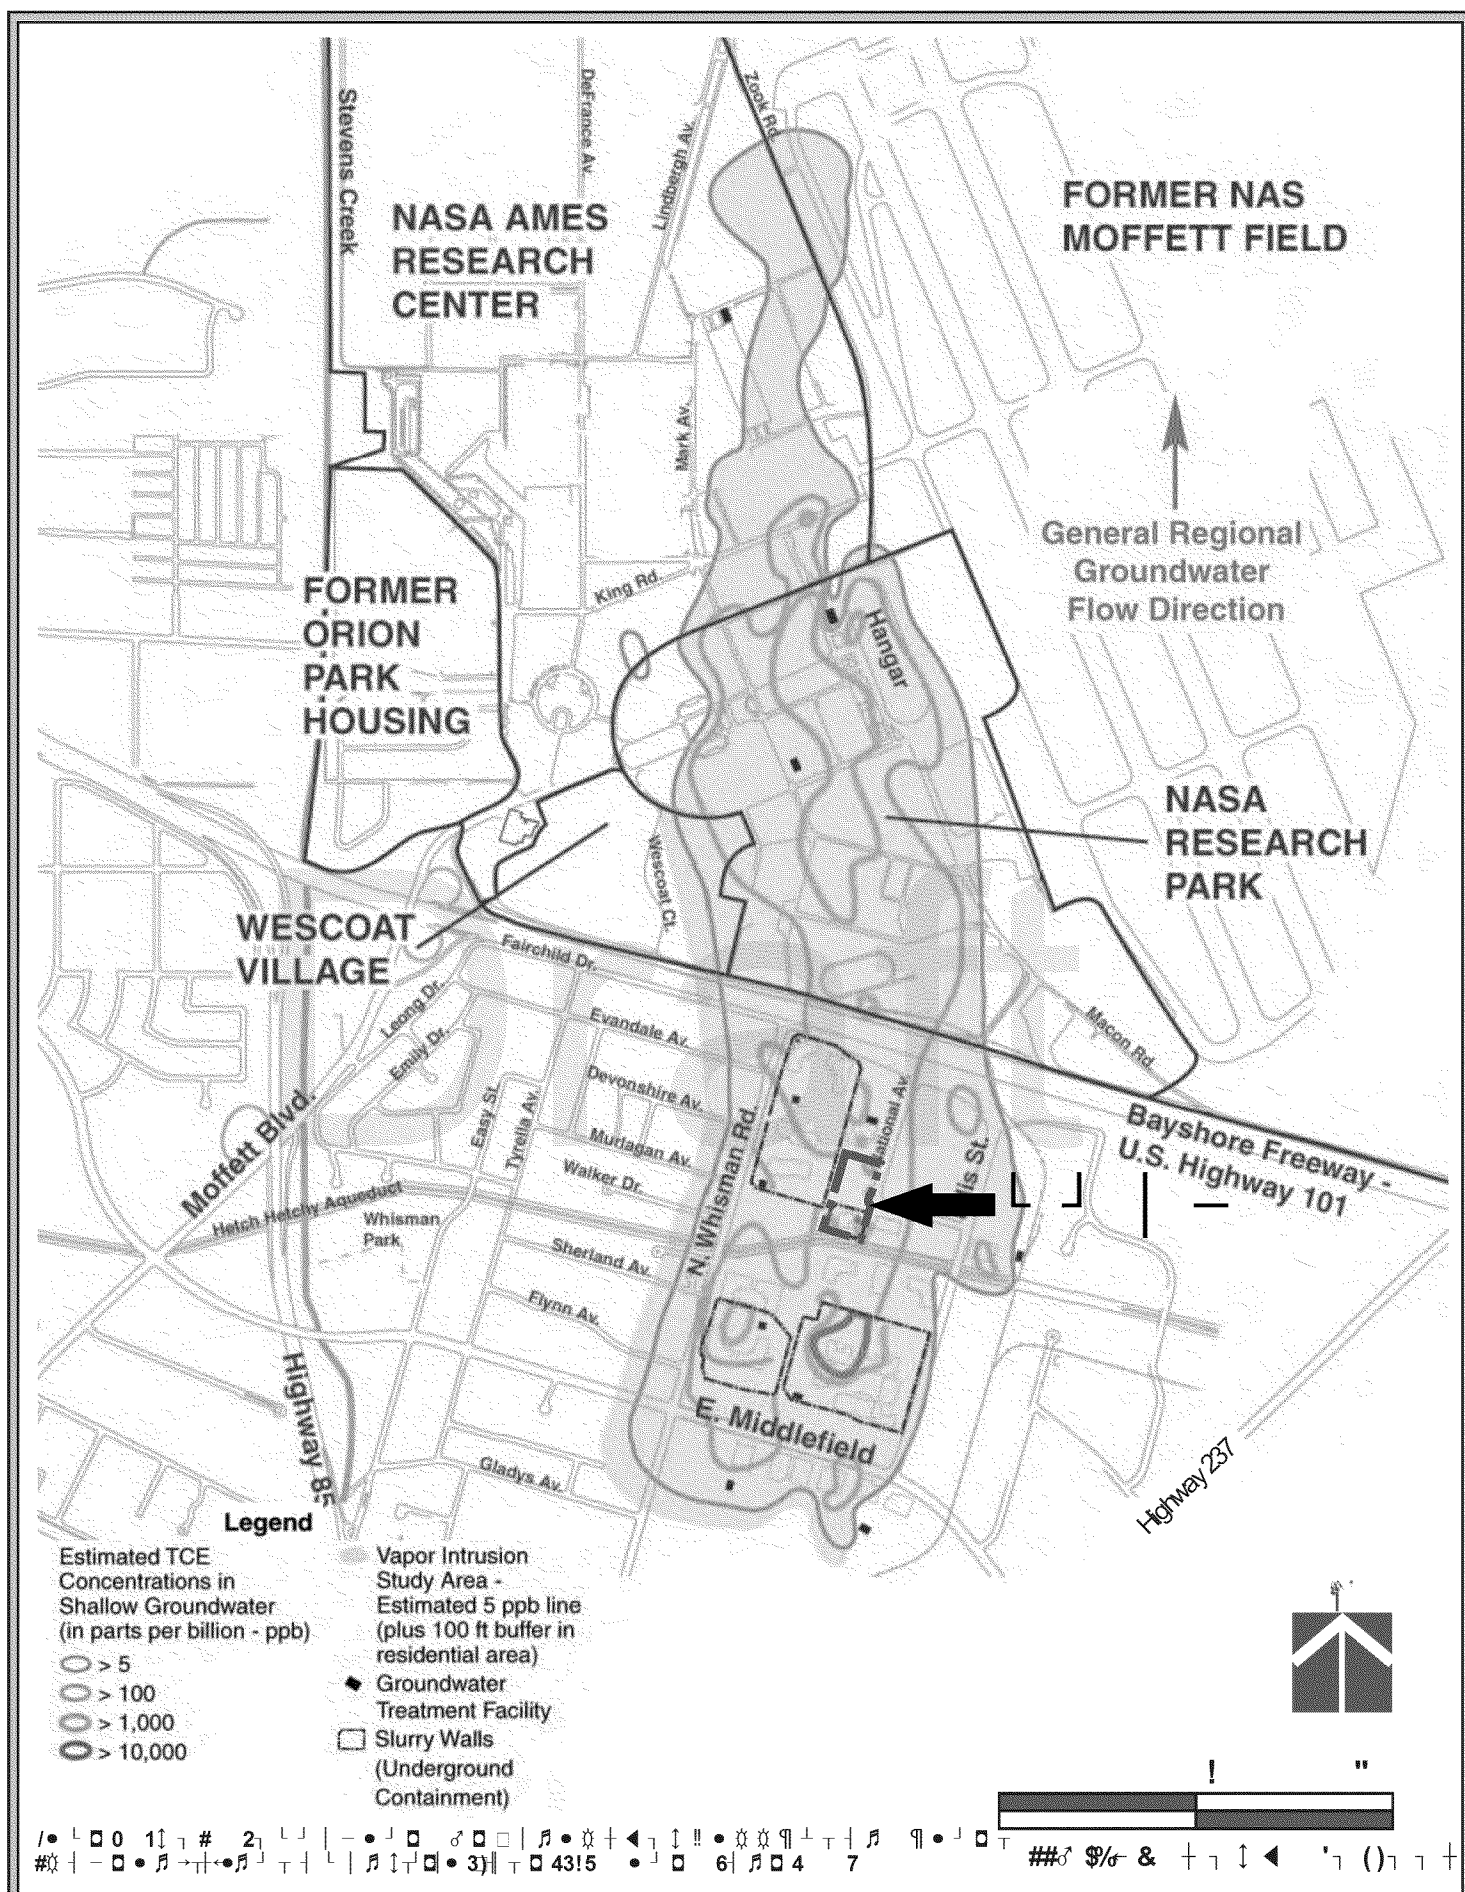 Stevens Creek
DeFrance Av.
Lindbergh Av.
Zook Rd.
NASA AMES
RESEARCH
CENTER
FORMER NAS
MOFFETT FIELD
Mark Av.
General Regional
Groundwater
Flow Direction
King Rd.
FORMER
ORION
PARK
HOUSING
Hangar
NASA
RESEARCH
PARK
Wescoat Ct.
WESCOAT
VILLAGE
Fairchild Dr.
Leong Dr.
Emily Dr.
Evandale Av.
Macon Rd.
Devonshire Av.
National Av.
Easy St.
Tyrella Av.
Moffett Blvd.
Murlagan Av.
Walker Dr.
N. Whisman Rd.
Bayshore Freeway -
U.S. Highway 101
Hetch Hetchy Aqueduct
Whisman
Park
Sherland Av.
Flynn Av.
Highway 85
E. Middlefield
Gladys Av.
Highway 237
Legend
Estimated TCE
Concentrations in
Shallow Groundwater
(in parts per billion - ppb)
> 5
> 100
> 1,000
> 10,000
Vapor Intrusion
Study Area -
Estimated 5 ppb line
(plus 100 ft buffer in
residential area)
Groundwater
Treatment Facility
Slurry Walls
(Underground
Containment)